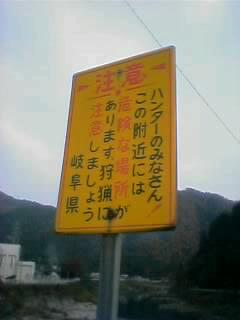 注意
ハンターのみなさん!!
この附近には
危険な場所が
あります狩猟に
注意しましょう
岐阜県